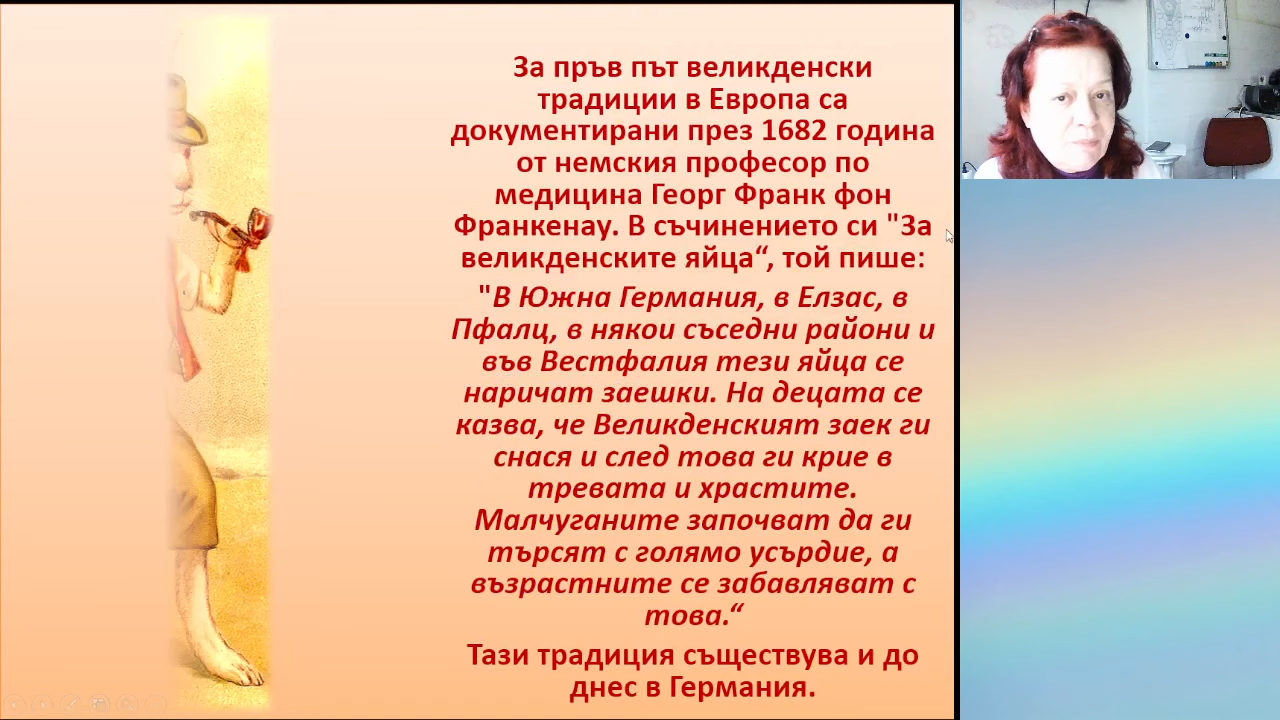 За пръв път великденски
традиции в Европа са
документирани през 1682 година
от немския професор по
медицина Георг Франк фон
Франкенау. В съчинението си "За
великденските яйца“, той пише:
"В Южна Германия, в Елзас, в
Пфалц, в някои съседни райони и
във Вестфалия тези яйца се
наричат заешки. На децата се
казва, че Великденският заек ги
снася и след това ги крие в
тревата и храстите.
Малчуганите започват да ги
търсят с голямо усърдие, а
възрастните се забавляват с
това.“
Тази традиция съществува и до
днес в Германия.